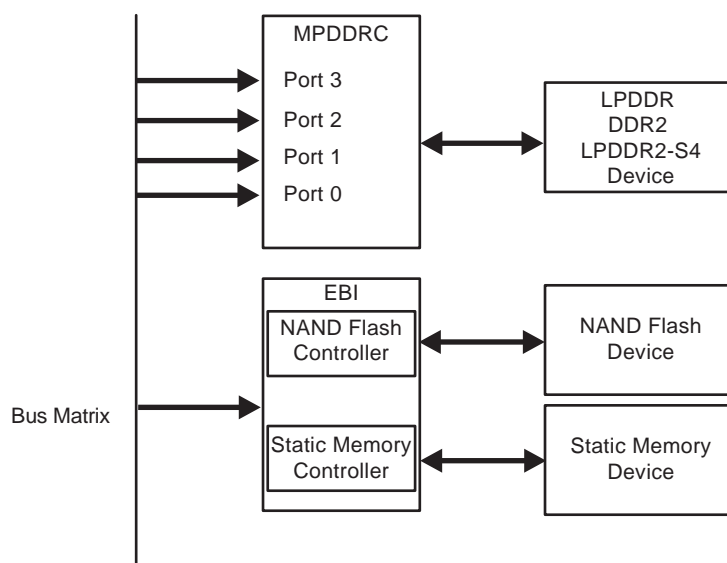 MPDDRC
Port 3
Port 2
Port 1
Port 0
LPDDR
DDR2
LPDDR2-S4
Device
EBI
NAND Flash
Controller
NAND Flash
Device
Bus Matrix
Static Memory
Controller
Static Memory
Device